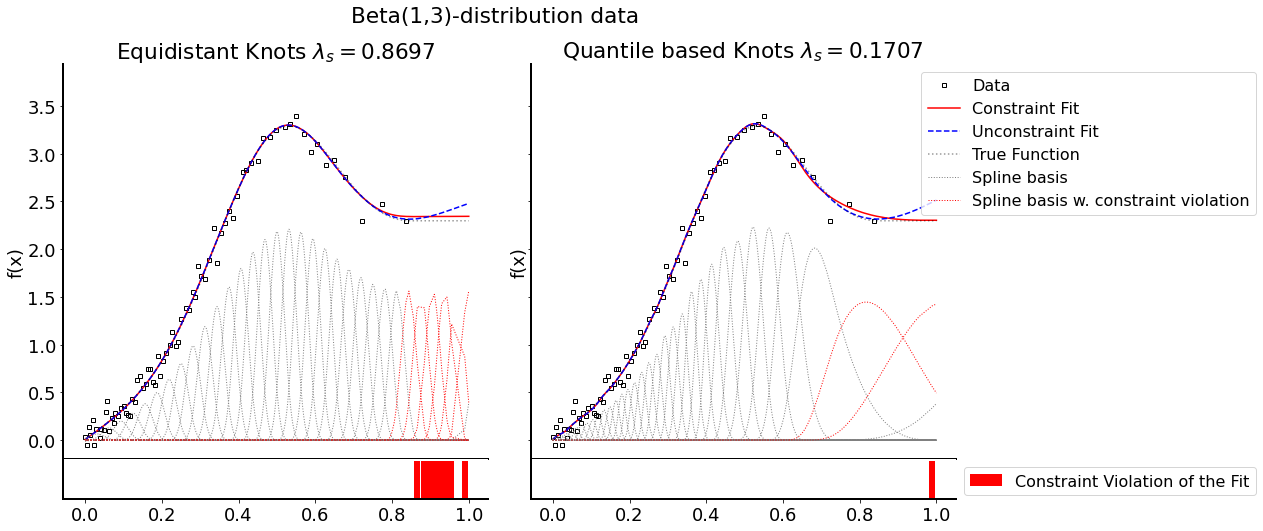 Beta(1,3)-distribution data
Equidistant Knots λs = 0.8697
Quantile based Knots λs = 0.1707
f(x)
3.5
3.0
2.5
2.0
1.5
1.0
0.5
0.0
0.0 0.2 0.4 0.6 0.8 1.0
f(x)
0.0 0.2 0.4 0.6 0.8 1.0
Data
Constraint Fit
Unconstraint Fit
True Function
Spline basis
Spline basis w. constraint violation
Constraint Violation of the Fit